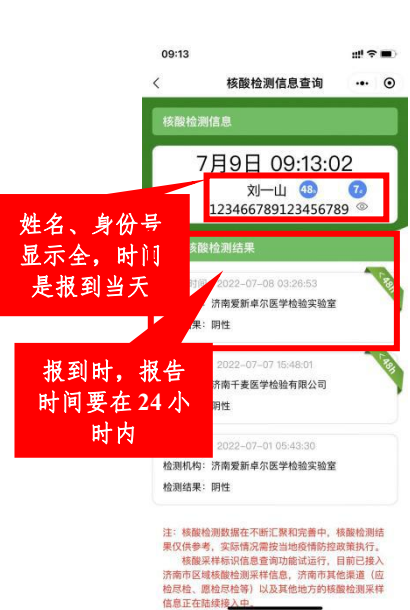 09:13
核酸检测信息查询
核酸检测信息
7月9日 09:13:02
刘一山 48h 7天
123466789123456789
姓名、身份号
显示全，时间
是报到当天
核酸检测结果
时间 2022-07-08 03:26:53
<48h
济南爱新卓尔医学检验实验室
果：阴性
报到时，报告
时间要在 24 小
时内
2022-07-07 15:48:01
<48h
济南千麦医学检验有限公司
阴性
2022-07-01 05:43:30
检测机构：济南爱新卓尔医学检验实验室
检测结果：阴性
注：核酸检测数据在不断汇聚和完善中，核酸检测结
果仅供参考，实际情况需按当地疫情防控政策执行。
核酸采样标识信息查询功能试运行，目前已接入
济南市区域核酸检测采样信息，济南市其他渠道（应
检尽检、愿检尽检等）以及其他地方的核酸检测采样
信息正在陆续接入中。